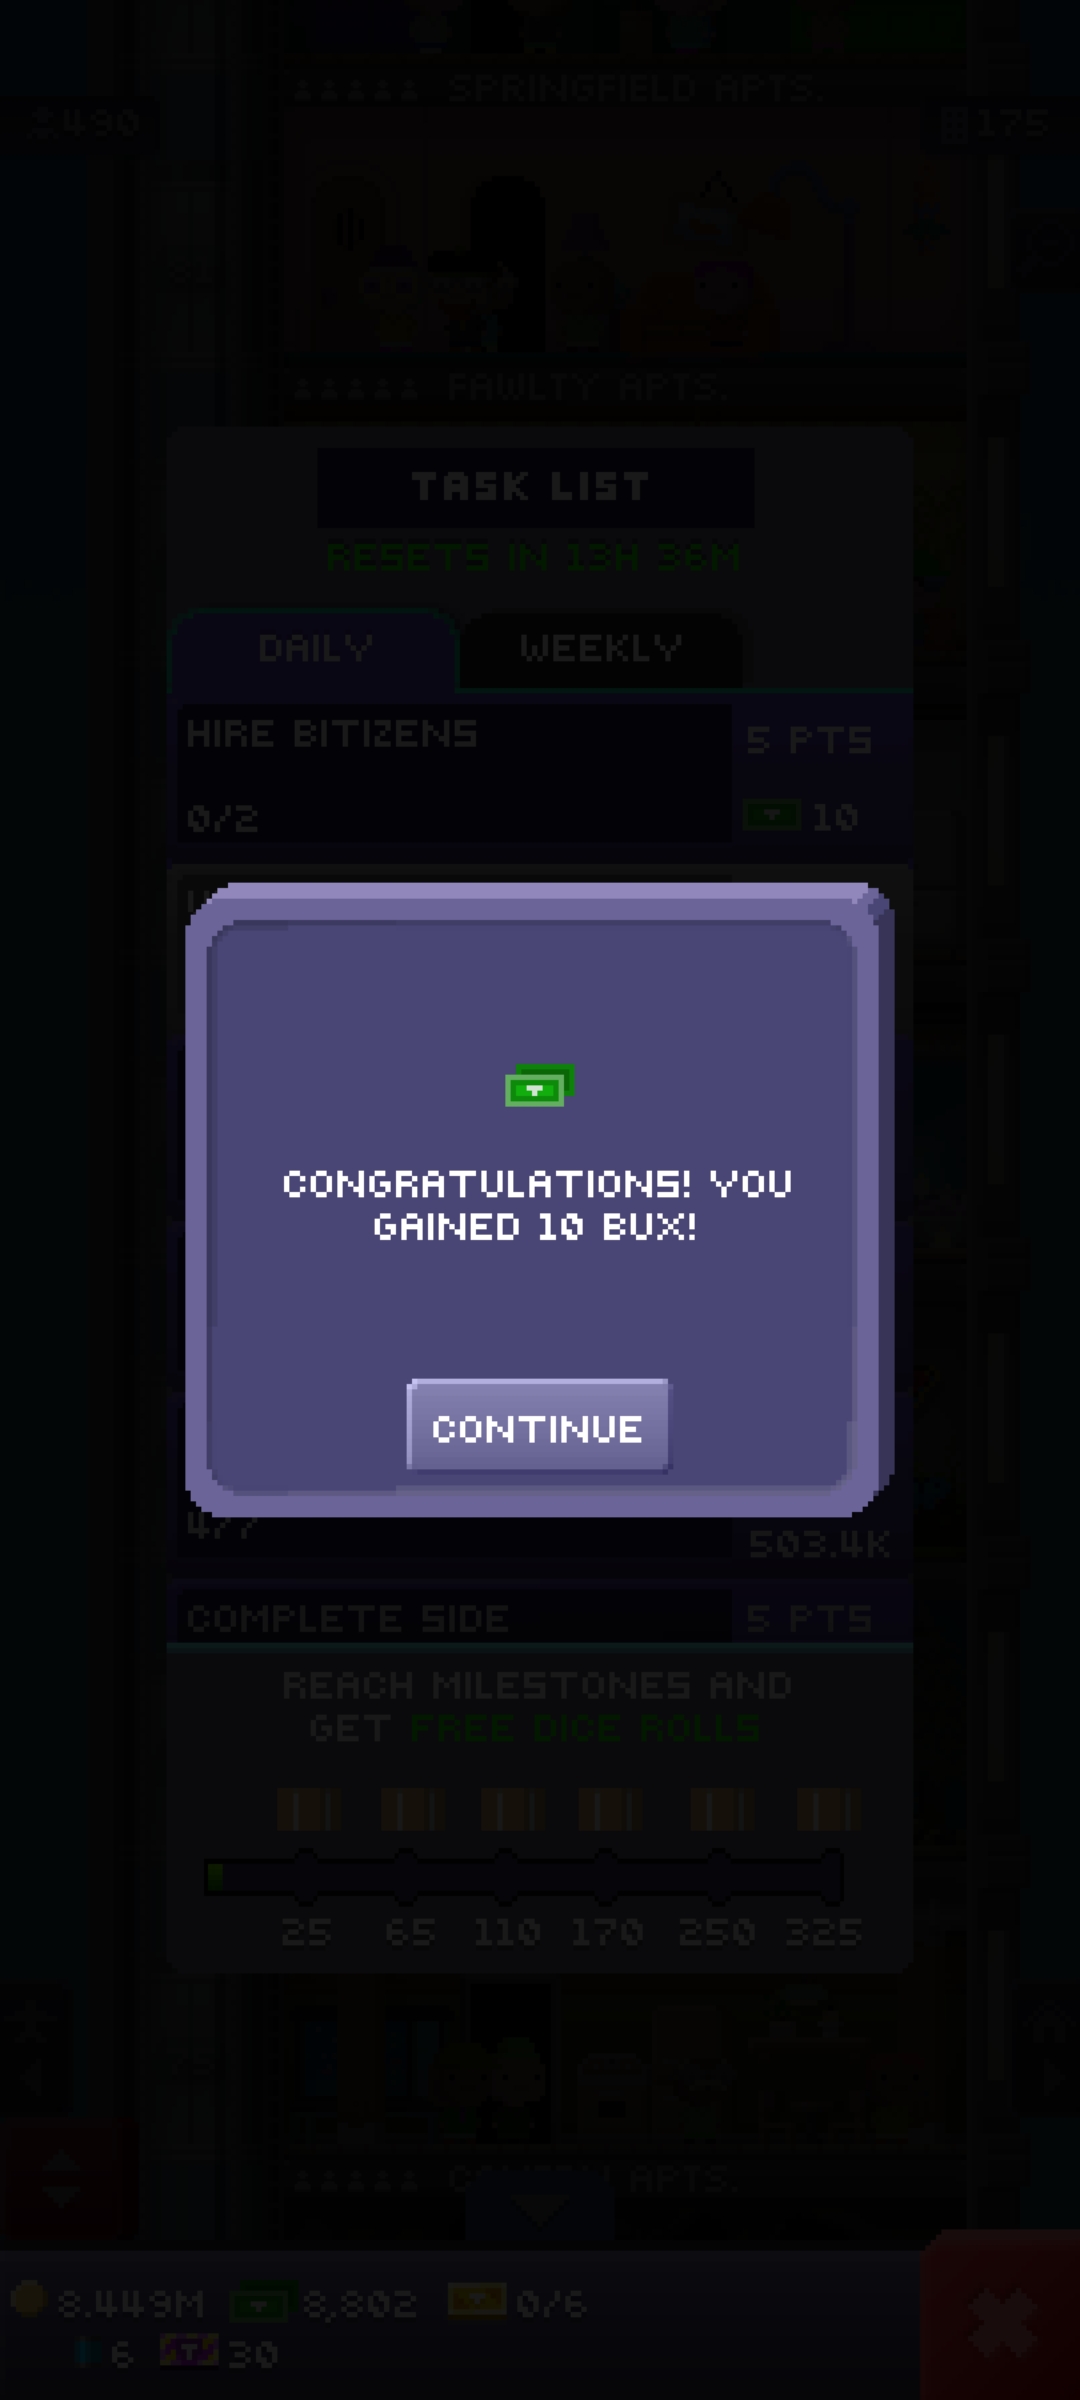 SPRINGFIELD APTS.
490
175
FAWLTY APTS.
TASK LIST
RESETS IN 13H 36M
DAILY
WEEKLY
HIRE BITIZENS
5 PTS
0/2
10
CONGRATULATIONS! YOU
GAINED 10 BUX!
CONTINUE
4/7
503.4K
COMPLETE SIDE
5 PTS
REACH MILESTONES AND
GET FREE DICE ROLLS
25 65 110 170 250 325
APTS.
8.449M 8,802 0/6
6 30